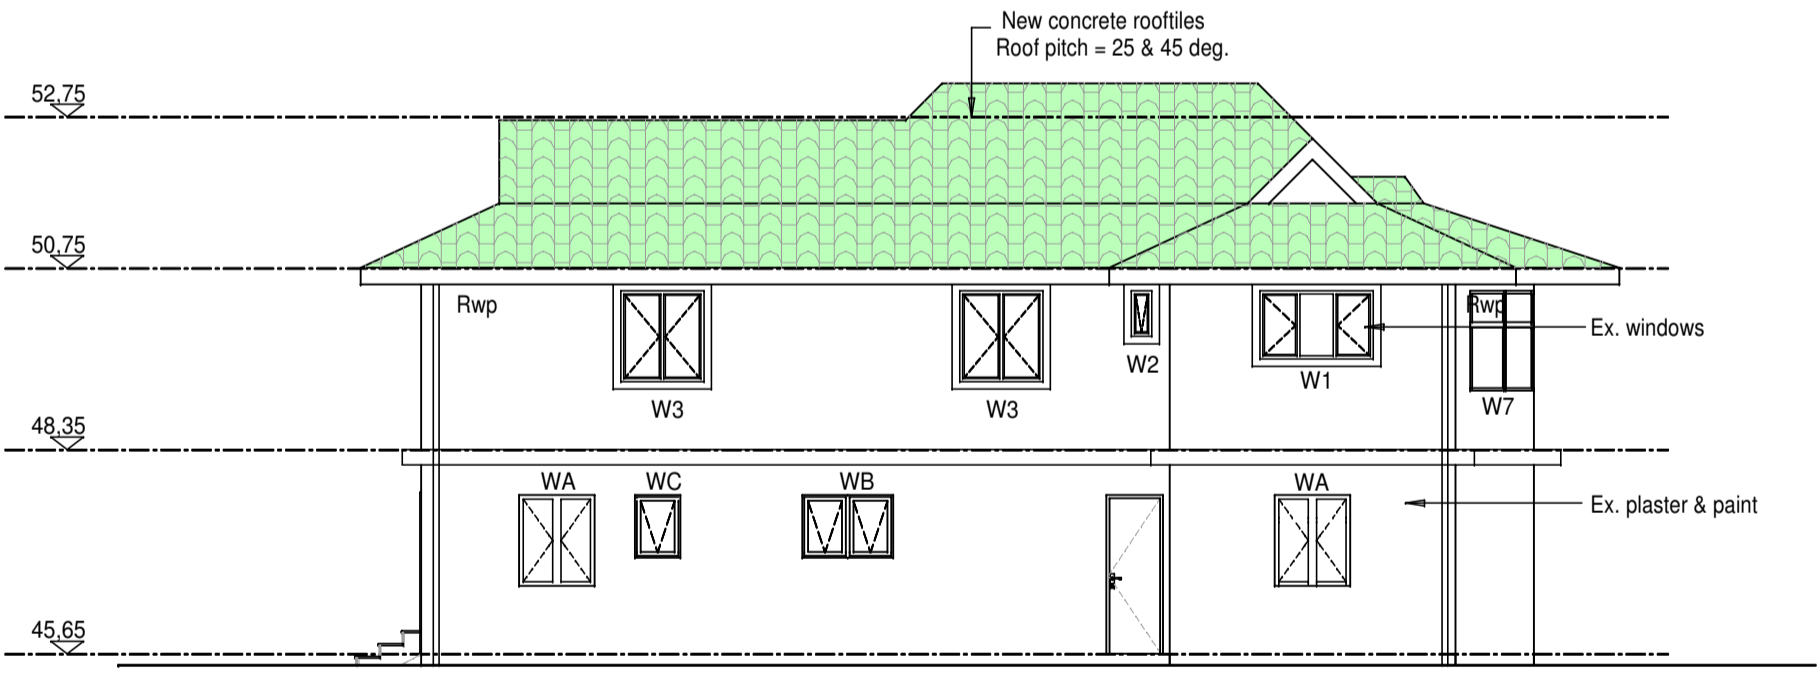 New concrete rooftiles
Roof pitch = 25 & 45 deg.
52,75
50,75
Rwp
Rwp
Ex. windows
W2
W1
W3
W3
W7
48,35
WA
WC
WB
WA
Ex. plaster & paint
45,65